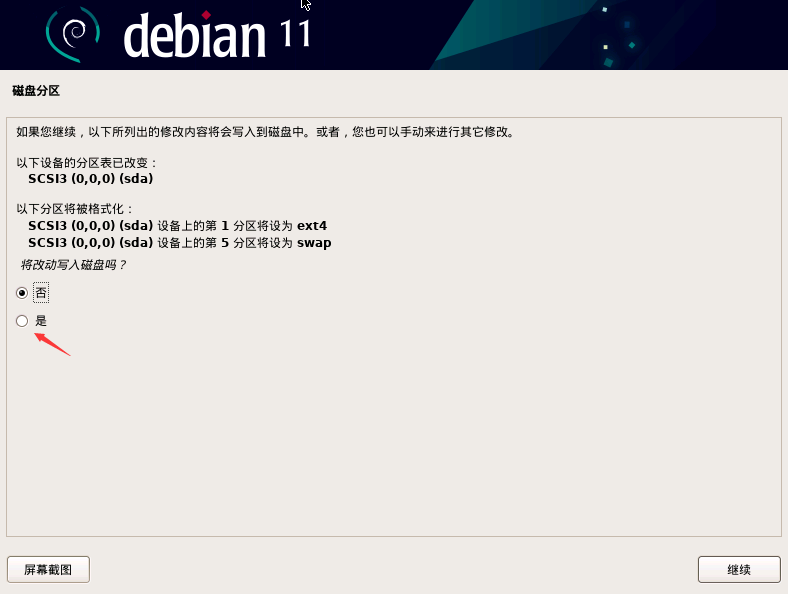 debian 11
磁盘分区
如果您继续，以下所列出的修改内容将会写入到磁盘中。或者，您也可以手动来进行其它修改。
以下设备的分区表已改变：
SCSI3 (0,0,0) (sda)
以下分区将被格式化：
SCSI3 (0,0,0) (sda) 设备上的第 1 分区将设为 ext4
SCSI3 (0,0,0) (sda) 设备上的第 5 分区将设为 swap
将改动写入磁盘吗？
否
是
屏幕截图
继续